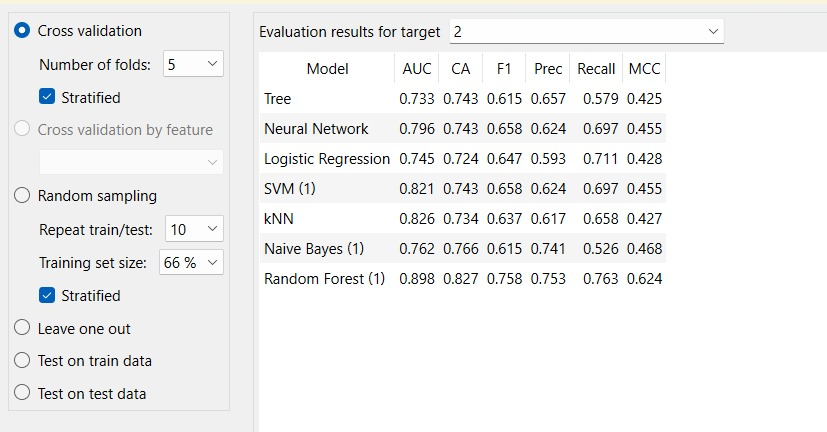 Cross validation
Number of folds: 5
Stratified
Cross validation by feature
Random sampling
Repeat train/test: 10
Training set size: 66 %
Stratified
Leave one out
Test on train data
Test on test data
Evaluation results for target 2
Model AUC CA F1 Prec Recall MCC
Tree 0.733 0.743 0.615 0.657 0.579 0.425
Neural Network 0.796 0.743 0.658 0.624 0.697 0.455
Logistic Regression 0.745 0.724 0.647 0.593 0.711 0.428
SVM (1) 0.821 0.743 0.658 0.624 0.697 0.455
kNN 0.826 0.734 0.637 0.617 0.658 0.427
Naive Bayes (1) 0.762 0.766 0.615 0.741 0.526 0.468
Random Forest (1) 0.898 0.827 0.758 0.753 0.763 0.624